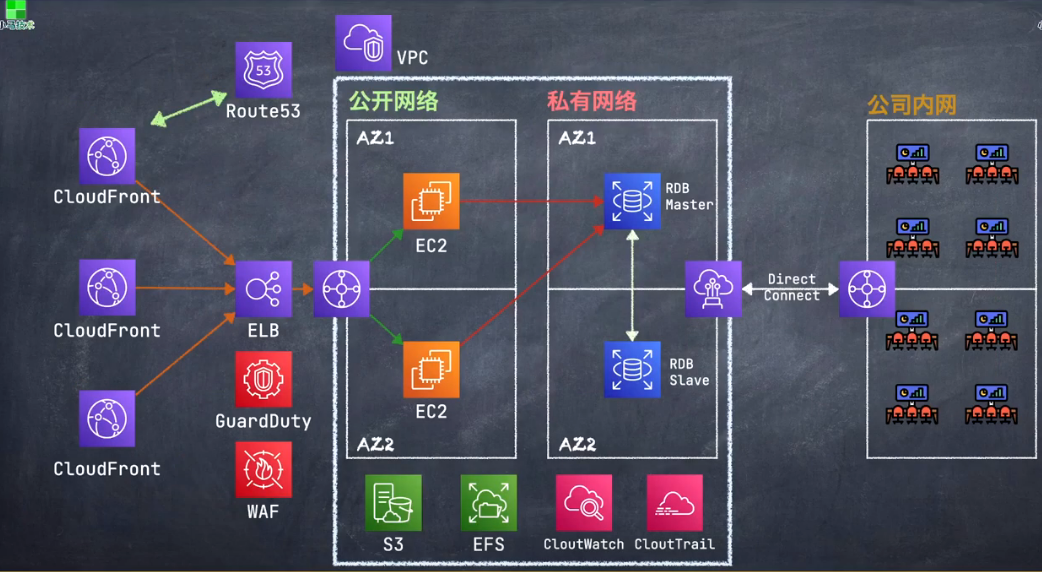 小马技术
53
Route53
VPC
公开网络
私有网络
公司内网
AZ1
AZ1
CloudFront
EC2
RDB
Master
CloudFront
ELB
Direct
Connect
GuardDuty
EC2
RDB
Slave
AZ2
AZ2
CloudFront
WAF
S3
EFS
CloutWatch
CloutTrail